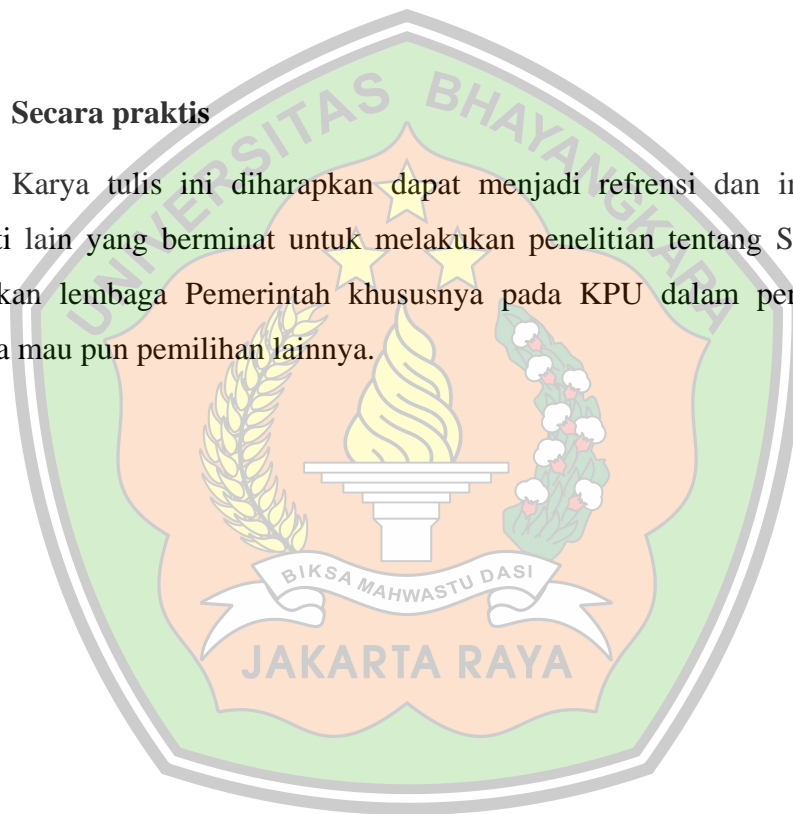 Secara praktis
Karya tulis ini diharapkan dapat menjadi refrensi dan in
ti lain yang berminat untuk melakukan penelitian tentang S
kan lembaga Pemerintah khususnya pada KPU dalam per
a mau pun pemilihan lainnya.
UNIVERSITAS BHAYANGKARA
BIKSA MAHWASTU DASI
JAKARTA RAYA